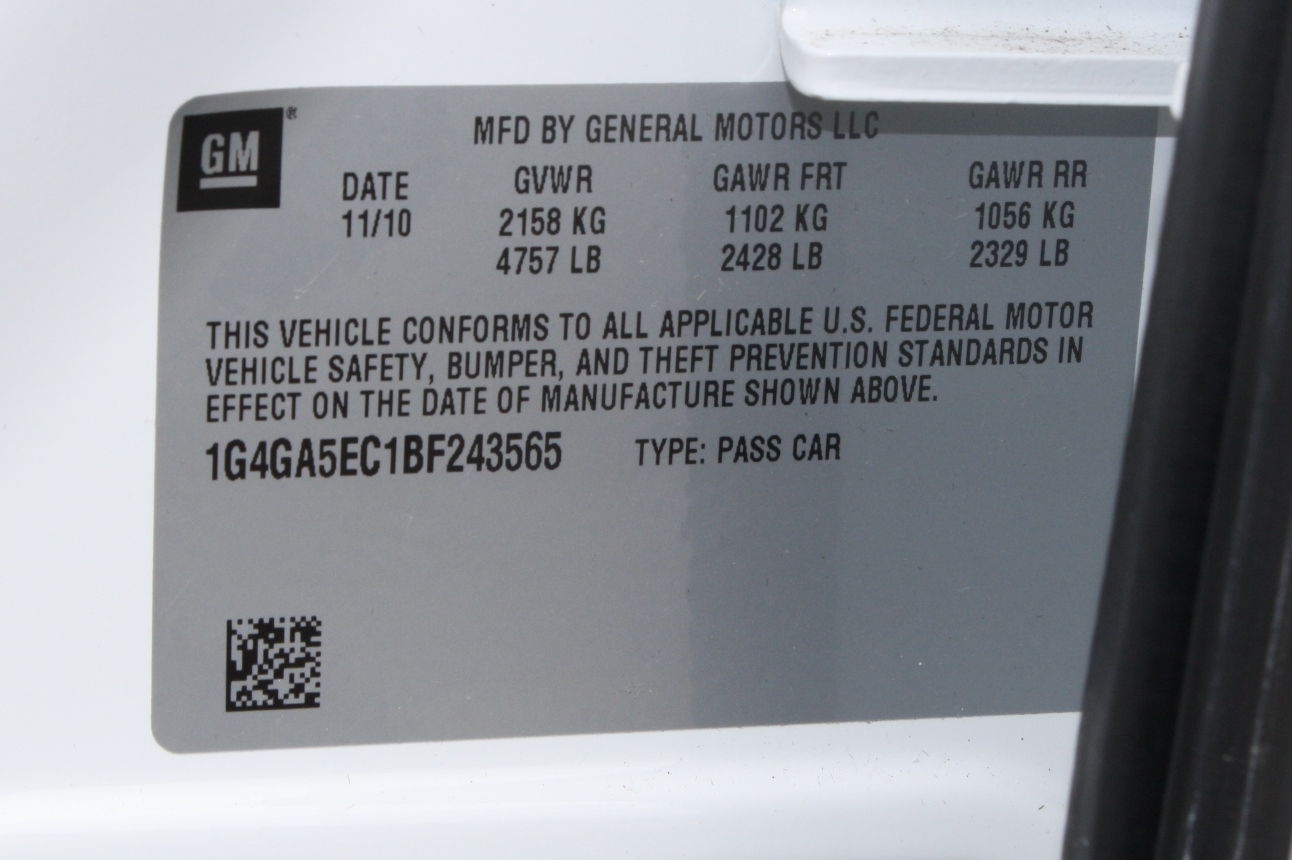 GM®
MFD BY GENERAL MOTORS LLC
DATE GVWR GAWR FRT GAWR RR
11/10 2158 KG 1102 KG 1056 KG
4757 LB 2428 LB 2329 LB
THIS VEHICLE CONFORMS TO ALL APPLICABLE U.S. FEDERAL MOTOR
VEHICLE SAFETY, BUMPER, AND THEFT PREVENTION STANDARDS IN
EFFECT ON THE DATE OF MANUFACTURE SHOWN ABOVE.
1G4GA5EC1BF243565 TYPE: PASS CAR